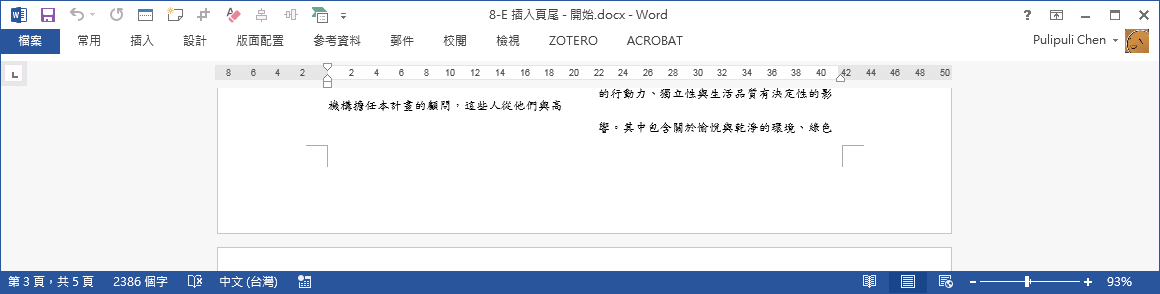 8-E 插入頁尾 - 開始.docx - Word
檔案 常用 插入 設計 版面配置 參考資料 郵件 校閱 檢視 ZOTERO ACROBAT Pulipuli Chen
8 6 4 2 2 4 6 8 10 12 14 16 18 20 22 24 26 28 30 32 34 36 38 40 42 44 46 48 50
機構擔任本計畫的顧問，這些人從他們與高
的行動力、獨立性與生活品質有決定性的影
響。其中包含關於愉悅與乾淨的環境、綠色
第 3 頁，共 5 頁 2386 個字 中文 (台灣) 93%